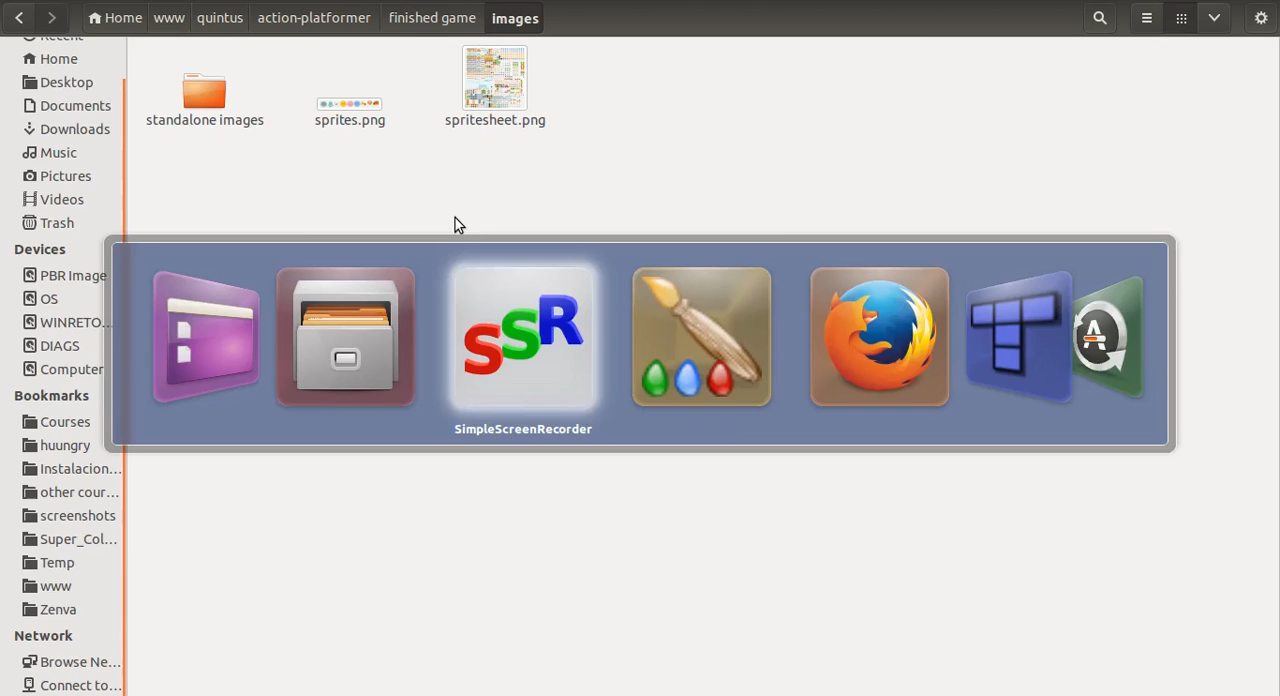 Home www quintus action-platformer finished game images
Recent
Home
Desktop
Documents
Downloads
Music
Pictures
Videos
Trash
Devices
PBR Image
OS
WINRETO...
DIAGS
Computer
Bookmarks
Courses
huungry
Instalacion...
other cour...
screenshots
Super_Col...
Temp
www
Zenva
Network
Browse Ne...
Connect to...
standalone images
sprites.png
spritesheet.png
SSR
A
SimpleScreenRecorder